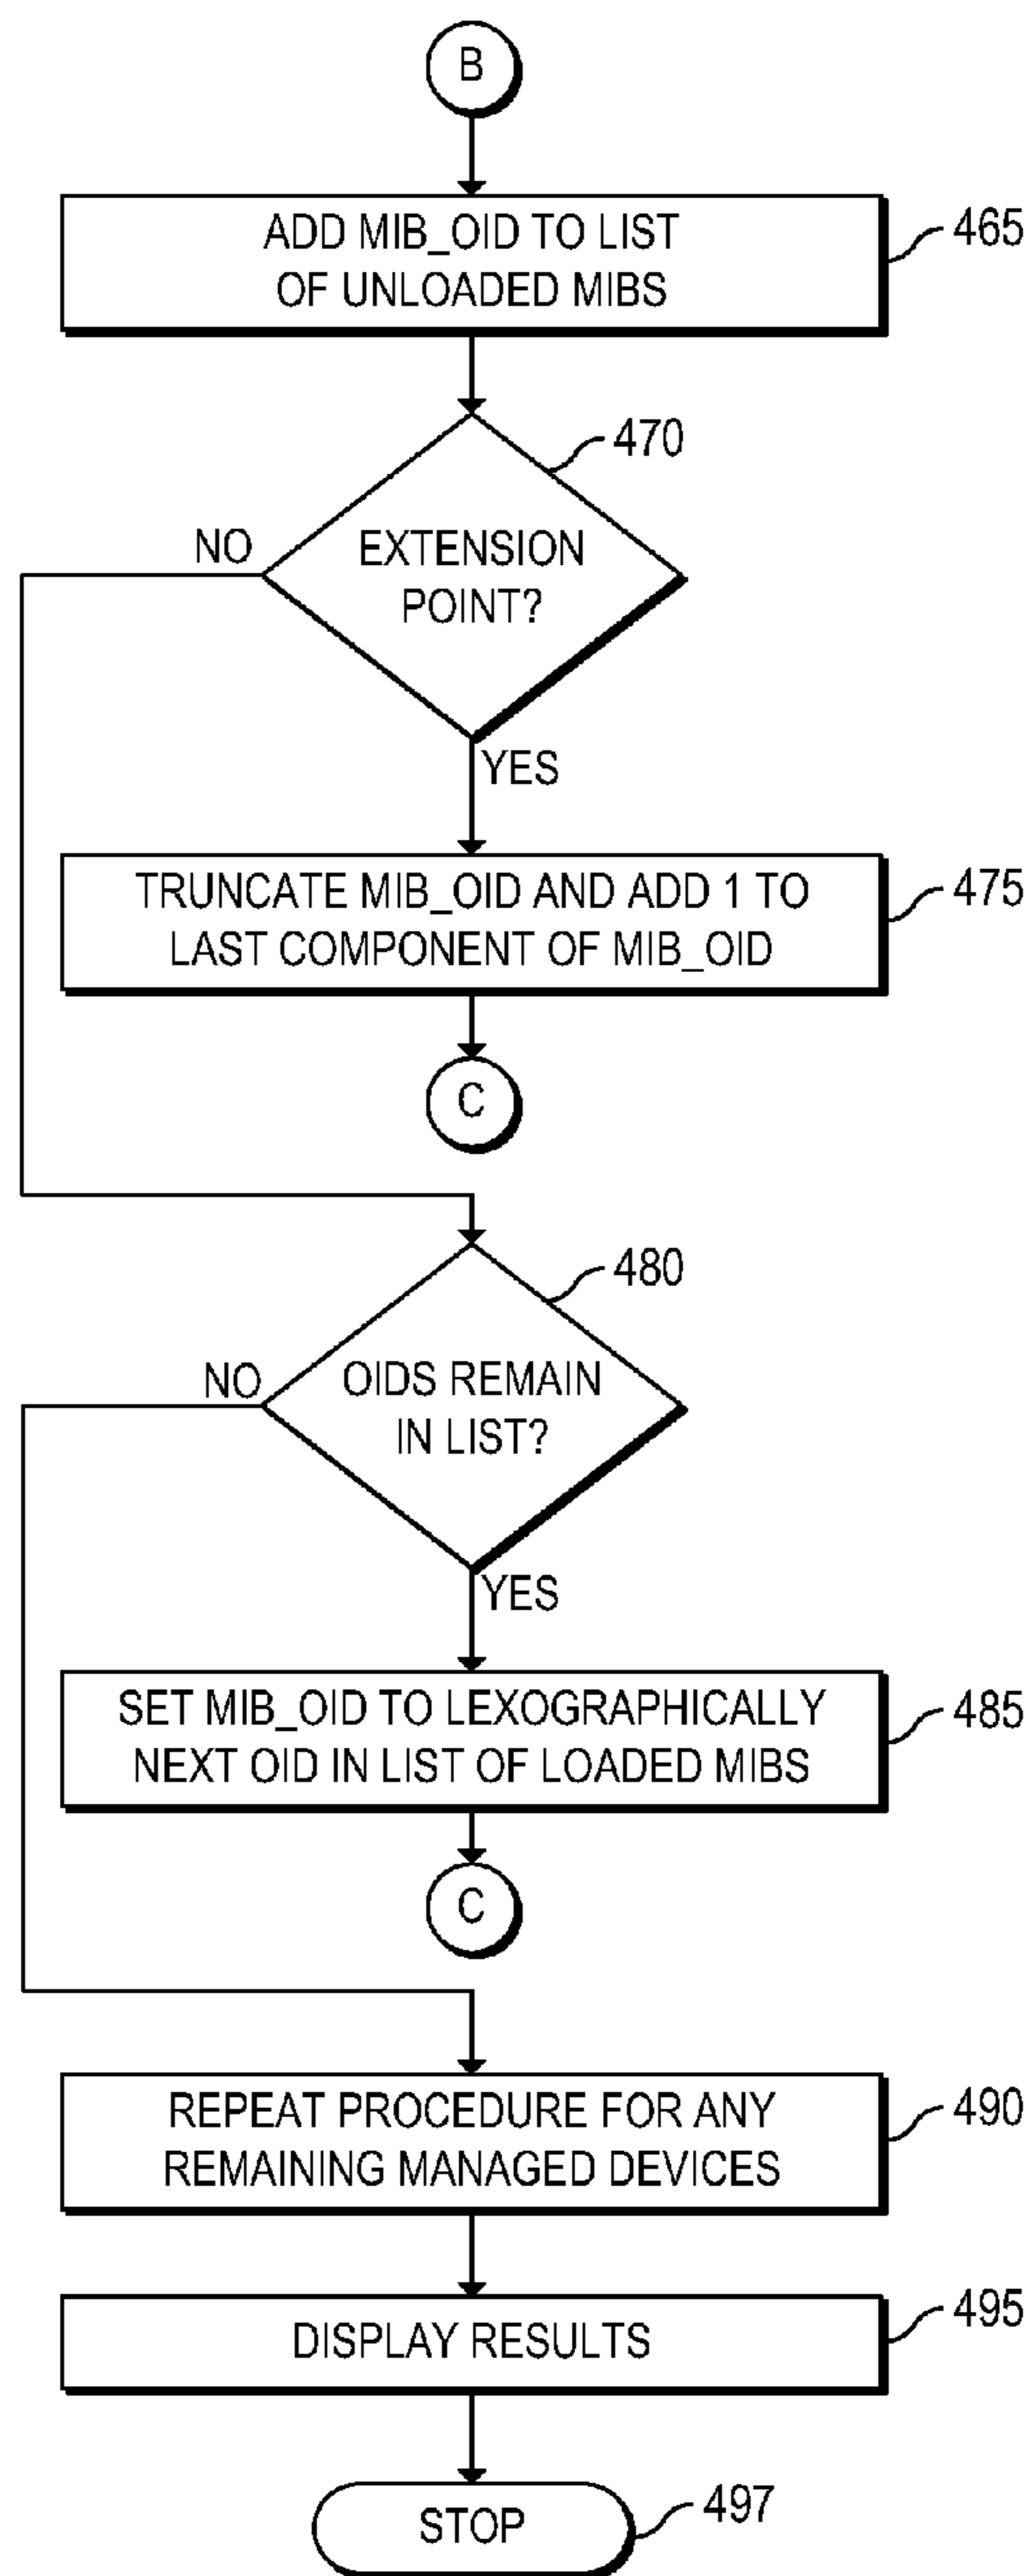 B
ADD MIB_OID TO LIST
OF UNLOADED MIBS
465
470
NO
EXTENSION
POINT?
YES
TRUNCATE MIB_OID AND ADD 1 TO
LAST COMPONENT OF MIB_OID
475
C
480
NO
OIDS REMAIN
IN LIST?
YES
SET MIB_OID TO LEXOGRAPHICALLY
NEXT OID IN LIST OF LOADED MIBS
485
C
REPEAT PROCEDURE FOR ANY
REMAINING MANAGED DEVICES
490
DISPLAY RESULTS
495
STOP
497